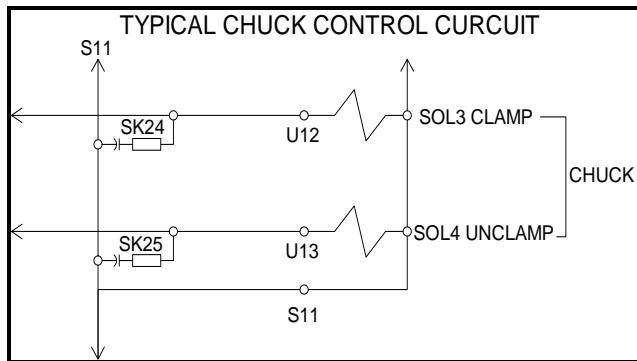 TYPICAL CHUCK CONTROL CURCUIT
S11
SK24
U12
SOL3 CLAMP
CHUCK
SK25
U13
SOL4 UNCLAMP
S11